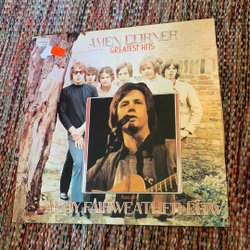 AMEN CORNER
GREATEST HITS
ANDY FAIRWEATHER-LOW